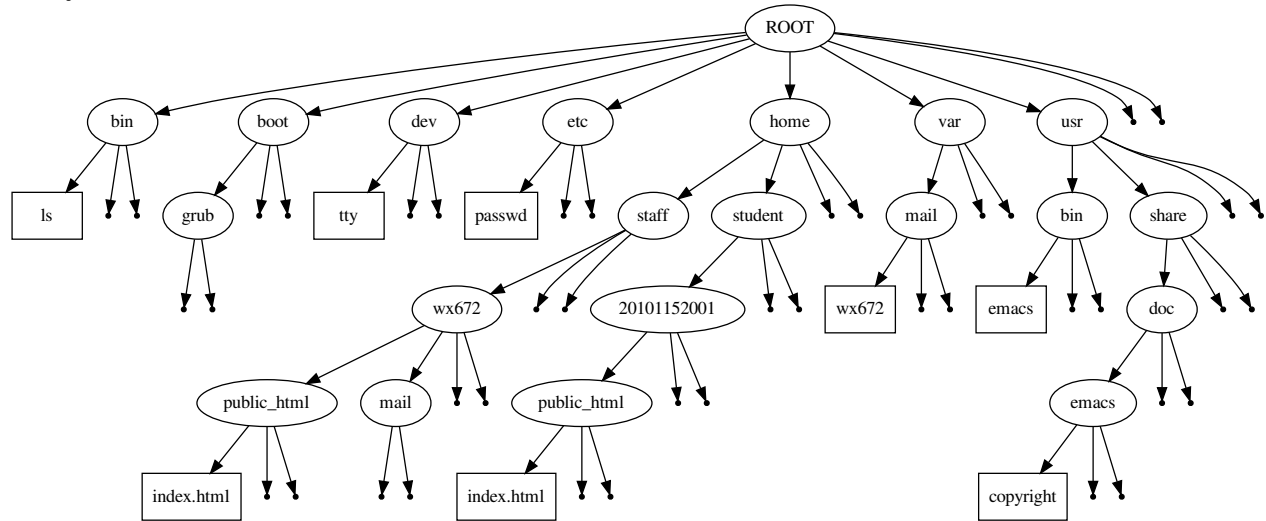 ROOT
bin boot dev etc home var usr
ls grub tty passwd staff student mail bin share
wx672 20101152001 wx672 emacs doc
public_html mail public_html emacs
index.html index.html copyright